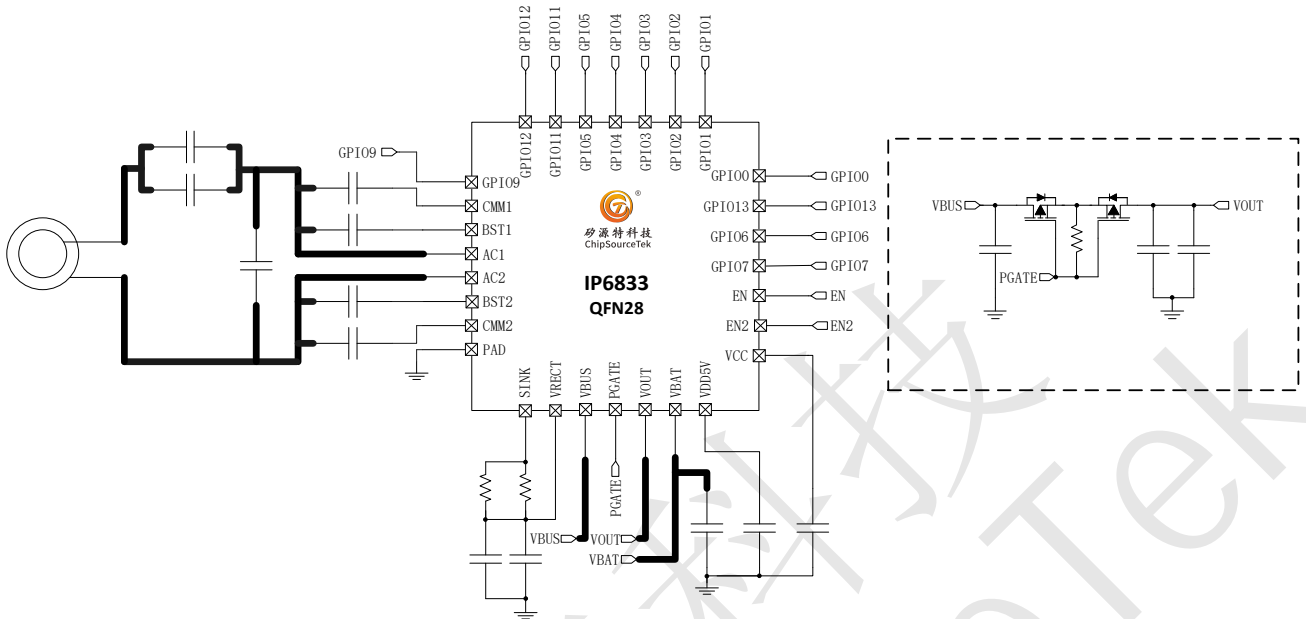 GPIO12
GPIO11
GPIO5
GPIO4
GPIO3
GPIO2
GPIO1
GPIO12
GPIO11
GPIO5
GPIO4
GPIO3
GPIO2
GPIO1
GPIO9
GPIO9
CMM1
BST1
AC1
AC2
BST2
CMM2
PAD
®
矽源特科技
ChipSourceTek
IP6833
QFN28
GPIO0
GPIO0
GPIO13
GPIO13
GPIO6
GPIO6
GPIO7
GPIO7
EN
EN
EN2
EN2
VCC
SINK
VRECT
VBUS
PGATE
VOUT
VBAT
VDD5V
PGATE
VBUS
VOUT
VBAT
VBUS
VOUT
PGATE
科技
Tek